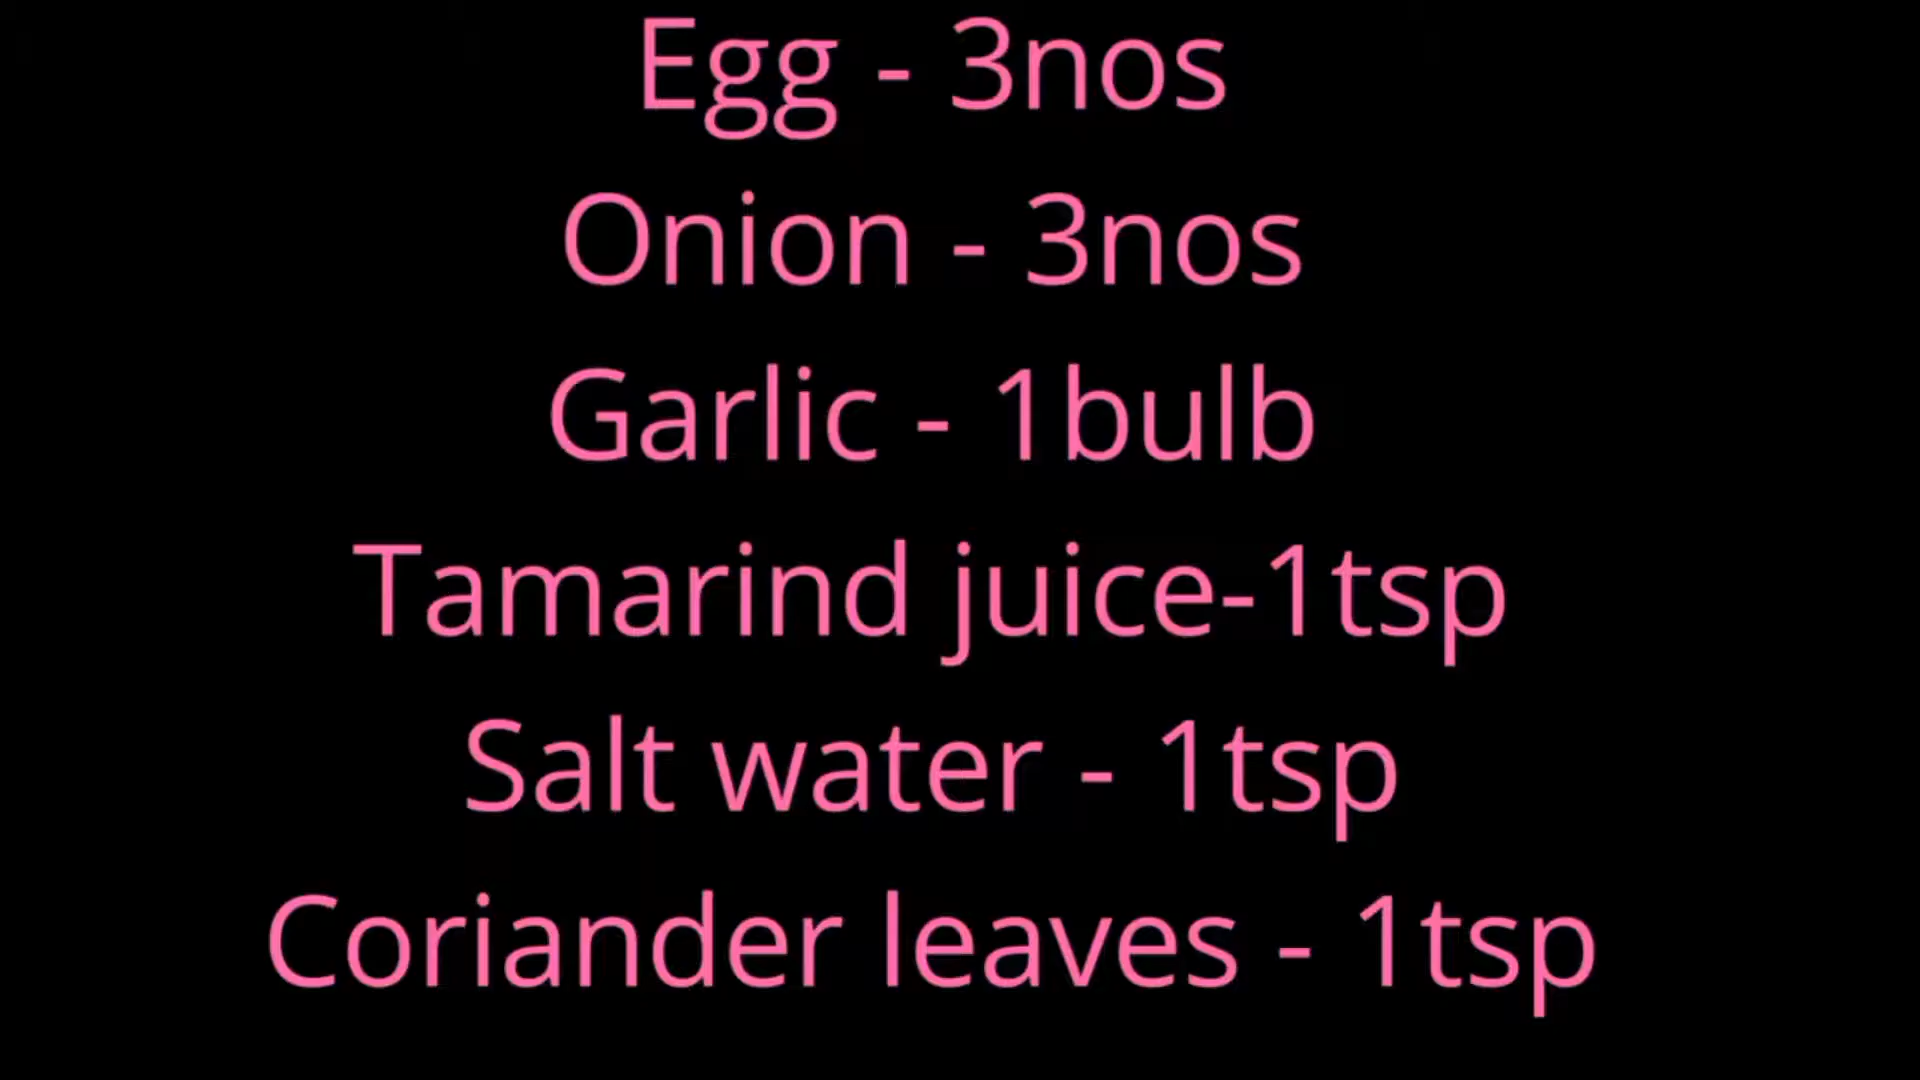 Egg - 3nos
Onion - 3nos
Garlic - 1bulb
Tamarind juice-1tsp
Salt water - 1tsp
Coriander leaves - 1tsp